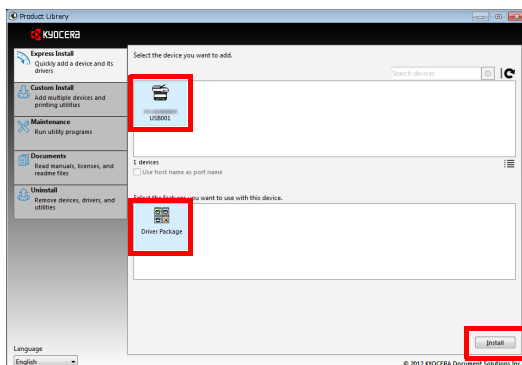 Product Library
KYOCERA
Express Install
Quickly add a device and its
drivers
Custom Install
Add multiple devices and
printing utilities
Maintenance
Run utility programs
Documents
Read manuals, licenses, and
readme files
Uninstall
Remove devices, drivers, and
utilities
Language
English
Select the device you want to add.
Search devices
USB001
1 devices
Use host name as port name
Select the features you want to use with this device.
Driver Package
Install
© 2012 KYOCERA Document Solutions Inc.